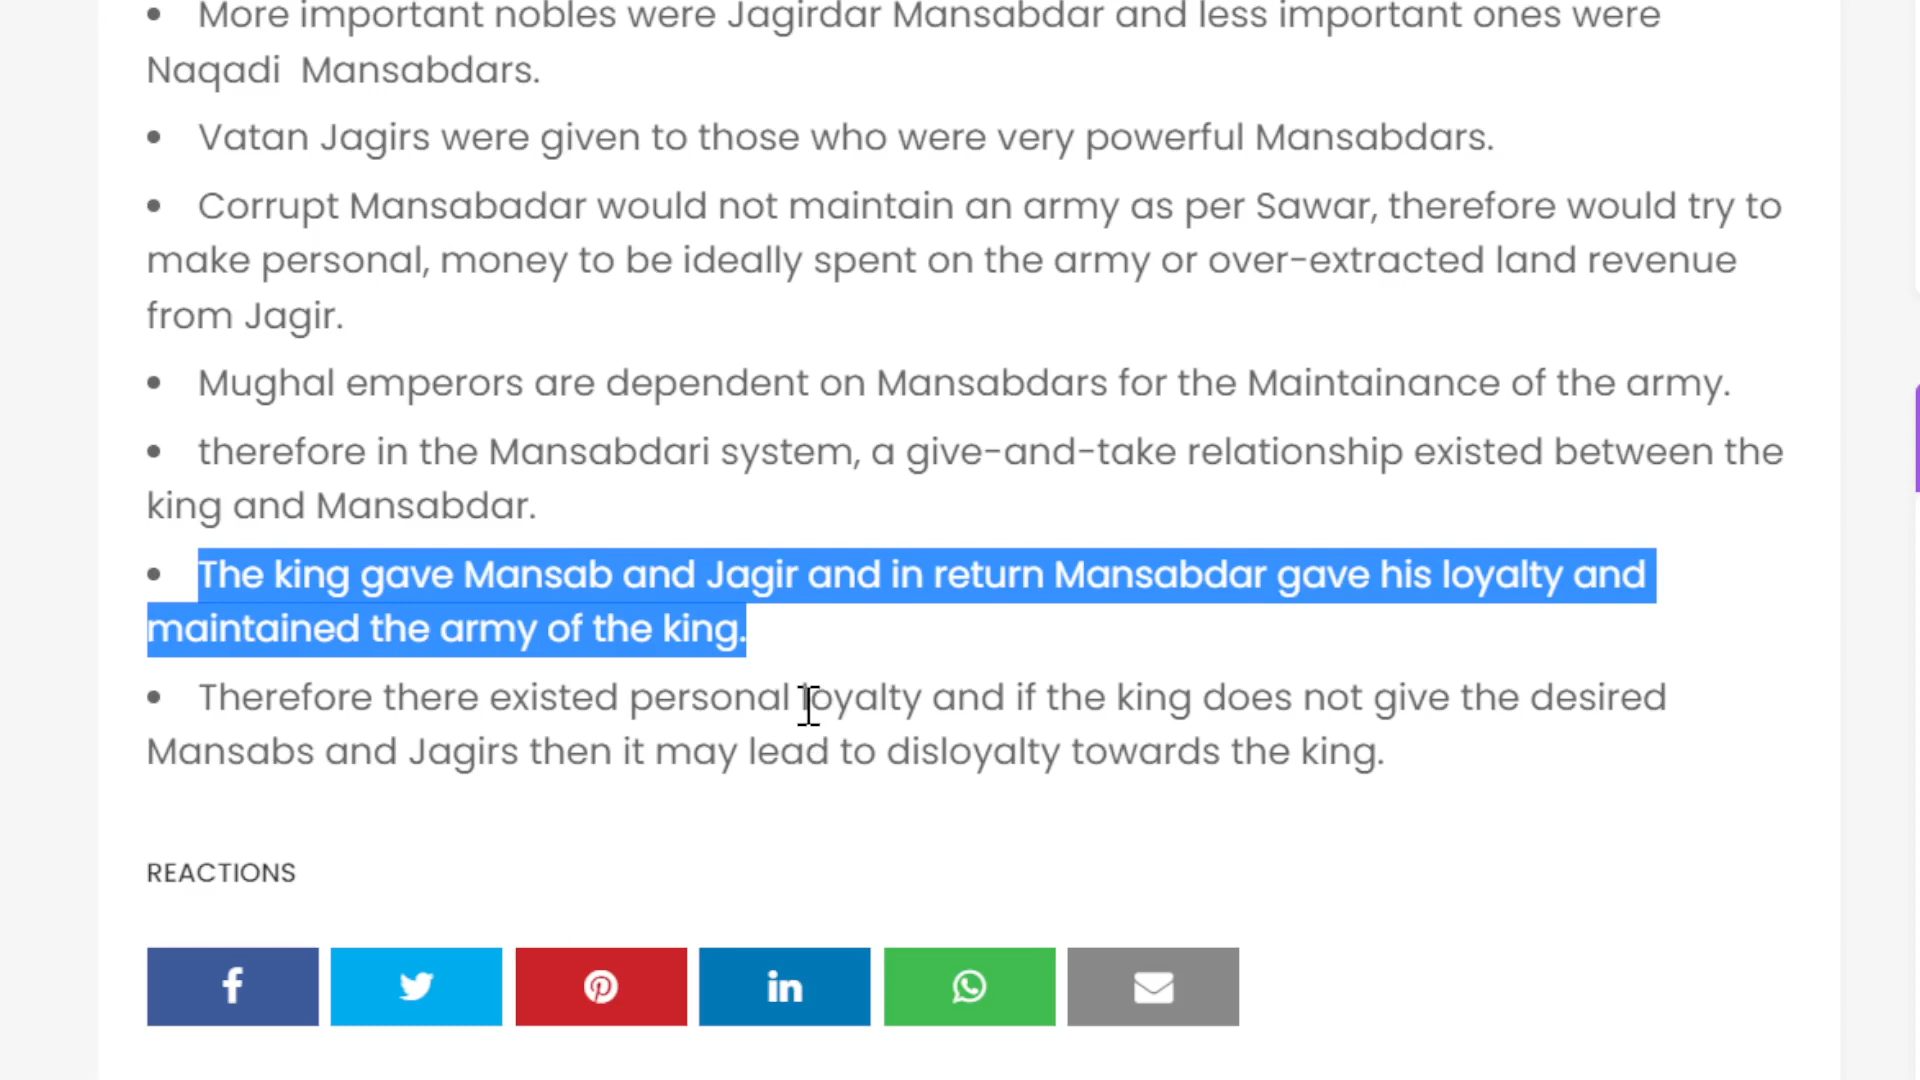 • More important nobles were Jagirdar Mansabdar and less important ones were
Naqadi Mansabdars.
• Vatan Jagirs were given to those who were very powerful Mansabdars.
• Corrupt Mansabadar would not maintain an army as per Sawar, therefore would try to
make personal, money to be ideally spent on the army or over-extracted land revenue
from Jagir.
• Mughal emperors are dependent on Mansabdars for the Maintainance of the army.
• therefore in the Mansabdari system, a give-and-take relationship existed between the
king and Mansabdar.
• The king gave Mansab and Jagir and in return Mansabdar gave his loyalty and
maintained the army of the king.
• Therefore there existed personal loyalty and if the king does not give the desired
Mansabs and Jagirs then it may lead to disloyalty towards the king.
REACTIONS